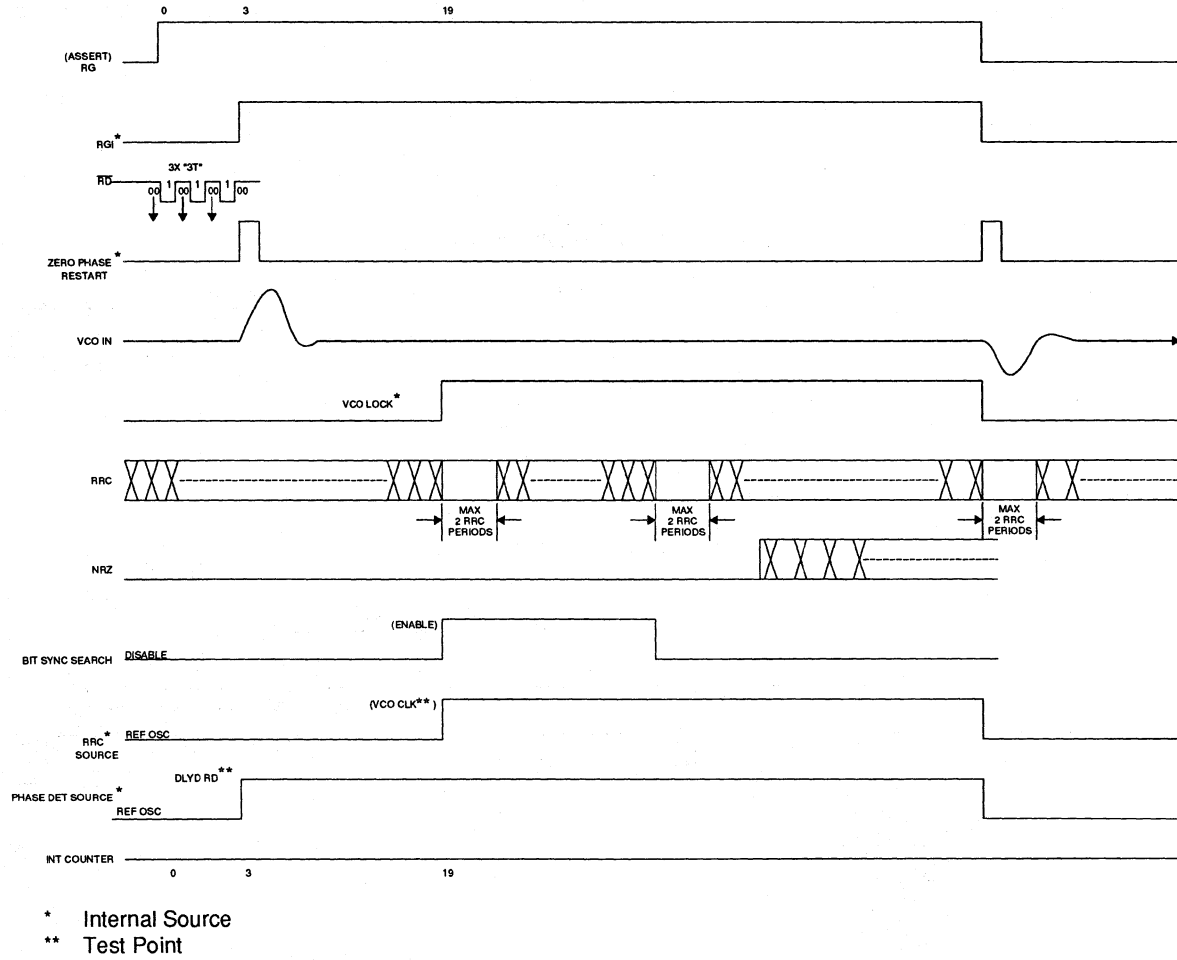 0 3 19
(ASSERT)
RG
RGI*
3X "3T"
RD
00 1 00 1 00 1 00
ZERO PHASE*
RESTART
VCO IN
VCO LOCK*
RRC
MAX
2 RRC
PERIODS
MAX
2 RRC
PERIODS
MAX
2 RRC
PERIODS
NRZ
(ENABLE)
BIT SYNC SEARCH DISABLE
(VCO CLK**)
RRC* REF OSC
SOURCE
DLYD RD**
PHASE DET SOURCE*
REF OSC
INT COUNTER
0 3 19
* Internal Source
** Test Point